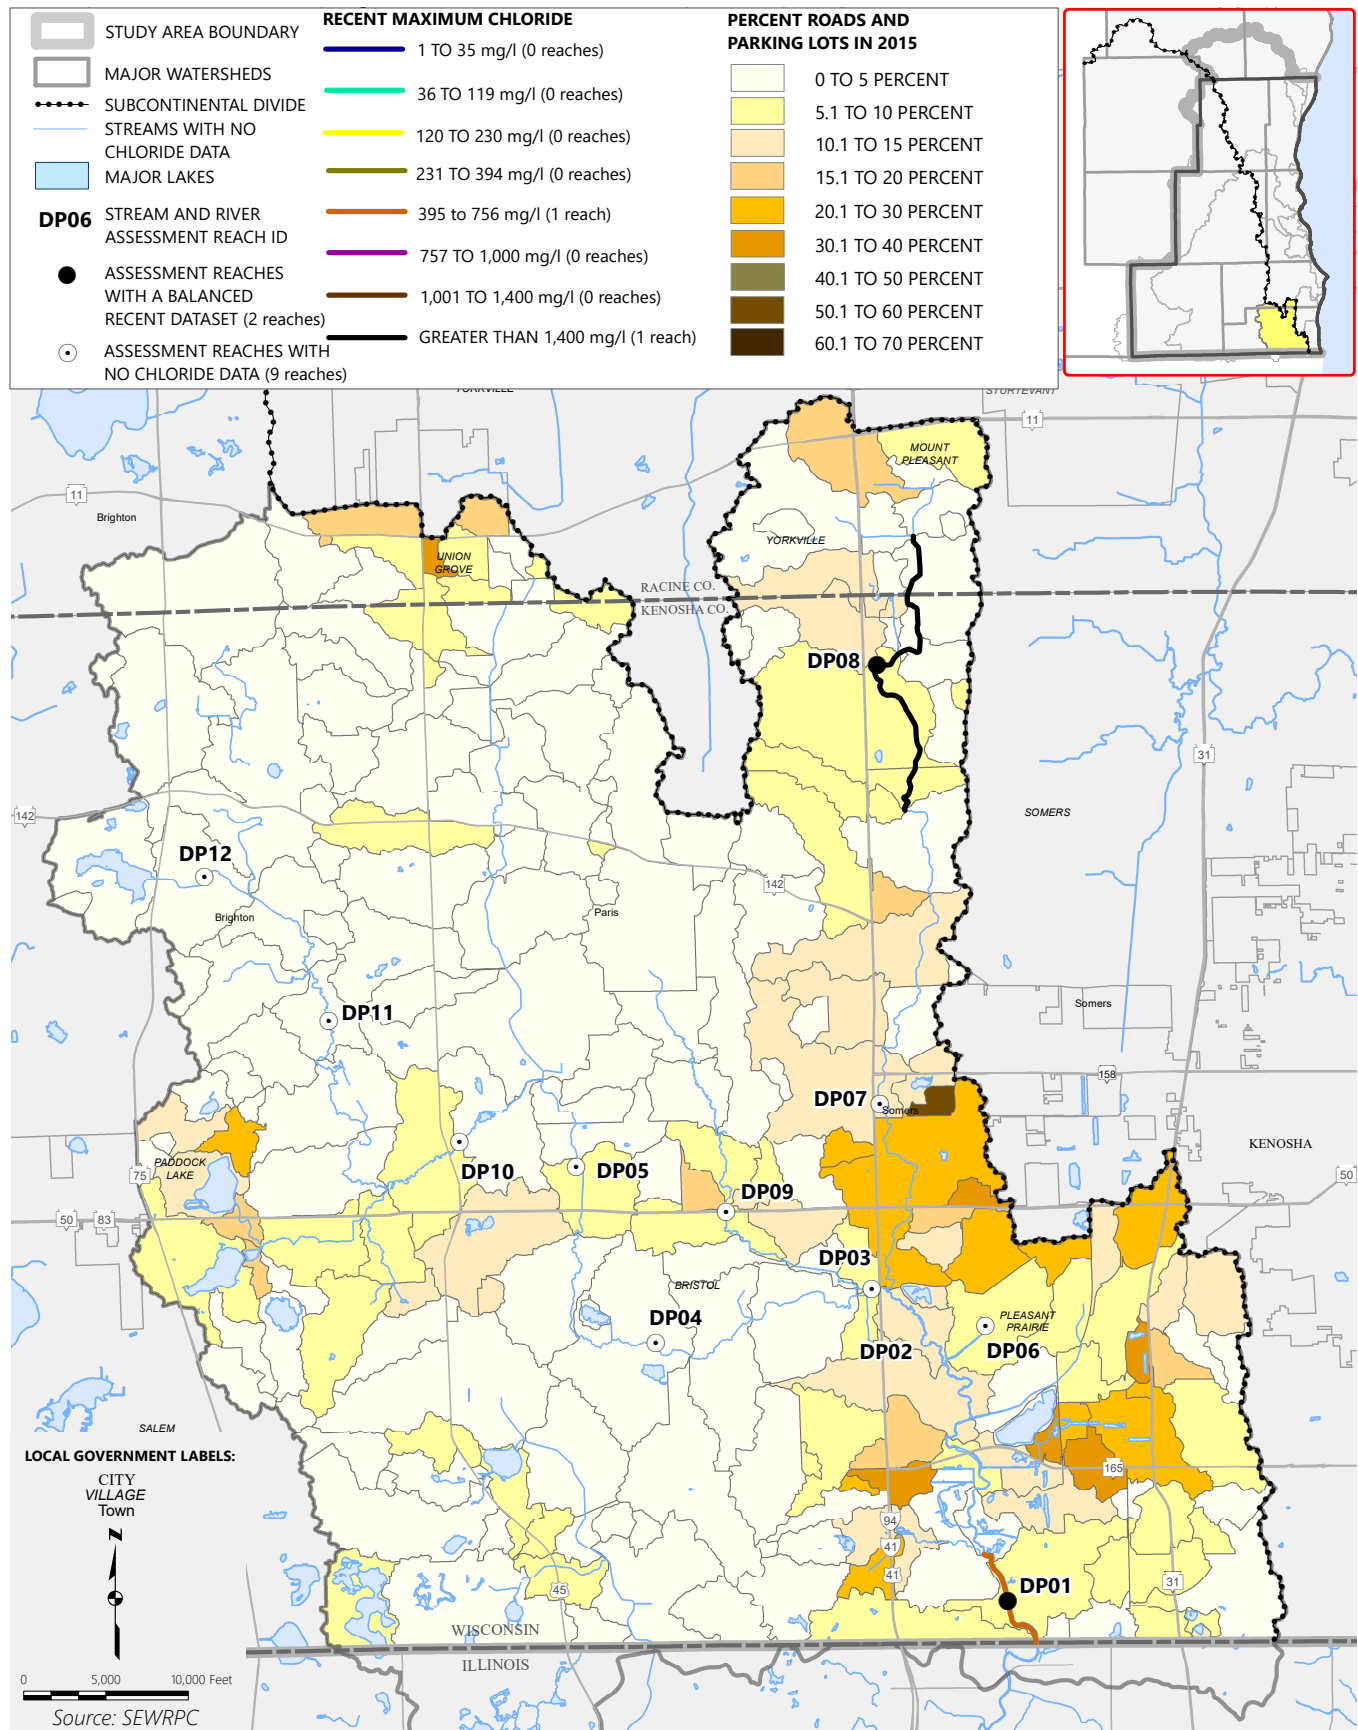 STUDY AREA BOUNDARY
MAJOR WATERSHEDS
SUBCONTINENTAL DIVIDE
STREAMS WITH NO
CHLORIDE DATA
MAJOR LAKES
DP06
STREAM AND RIVER
ASSESSMENT REACH ID
ASSESSMENT REACHES
WITH A BALANCED
RECENT DATASET (2 reaches)
ASSESSMENT REACHES WITH
NO CHLORIDE DATA (9 reaches)
RECENT MAXIMUM CHLORIDE
1 TO 35 mg/l (0 reaches)
36 TO 119 mg/l (0 reaches)
120 TO 230 mg/l (0 reaches)
231 TO 394 mg/l (0 reaches)
395 to 756 mg/l (1 reach)
757 TO 1,000 mg/l (0 reaches)
1,001 TO 1,400 mg/l (0 reaches)
GREATER THAN 1,400 mg/l (1 reach)
PERCENT ROADS AND
PARKING LOTS IN 2015
0 TO 5 PERCENT
5.1 TO 10 PERCENT
10.1 TO 15 PERCENT
15.1 TO 20 PERCENT
20.1 TO 30 PERCENT
30.1 TO 40 PERCENT
40.1 TO 50 PERCENT
50.1 TO 60 PERCENT
60.1 TO 70 PERCENT
YORKVILLE
STURTEVANT
11
MOUNT
PLEASANT
11
Brighton
YORKVILLE
UNION
GROVE
RACINE CO.
KENOSHA CO.
DP08
31
142
SOMERS
DP12
142
Brighton
Paris
Somers
DP11
158
DP07
Somers
KENOSHA
PADDOCK
LAKE
75
DP10
DP05
DP09
50
50
83
DP03
BRISTOL
DP04
PLEASANT
PRAIRIE
DP02
DP06
SALEM
LOCAL GOVERNMENT LABELS:
CITY
VILLAGE
Town
N
165
94
41
41
31
45
DP01
WISCONSIN
ILLINOIS
0 5,000 10,000 Feet
Source: SEWRPC